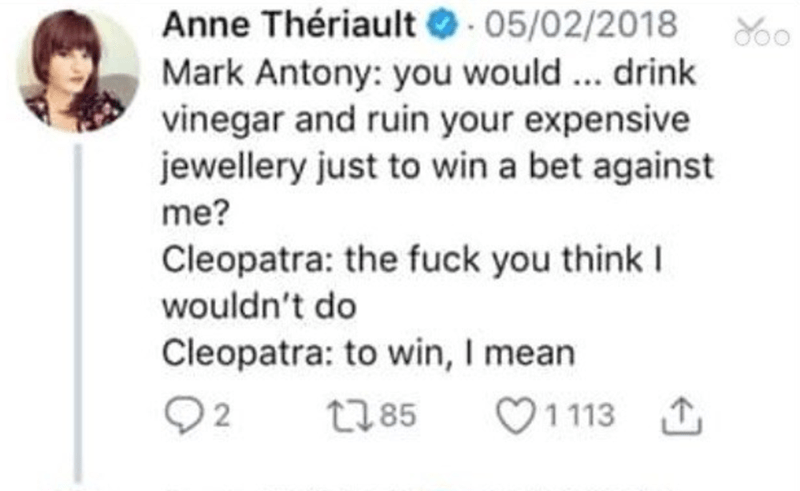 Anne Thériault · 05/02/2018
Mark Antony: you would ... drink
vinegar and ruin your expensive
jewellery just to win a bet against
me?
Cleopatra: the fuck you think I
wouldn't do
Cleopatra: to win, I mean
2 85 1 113